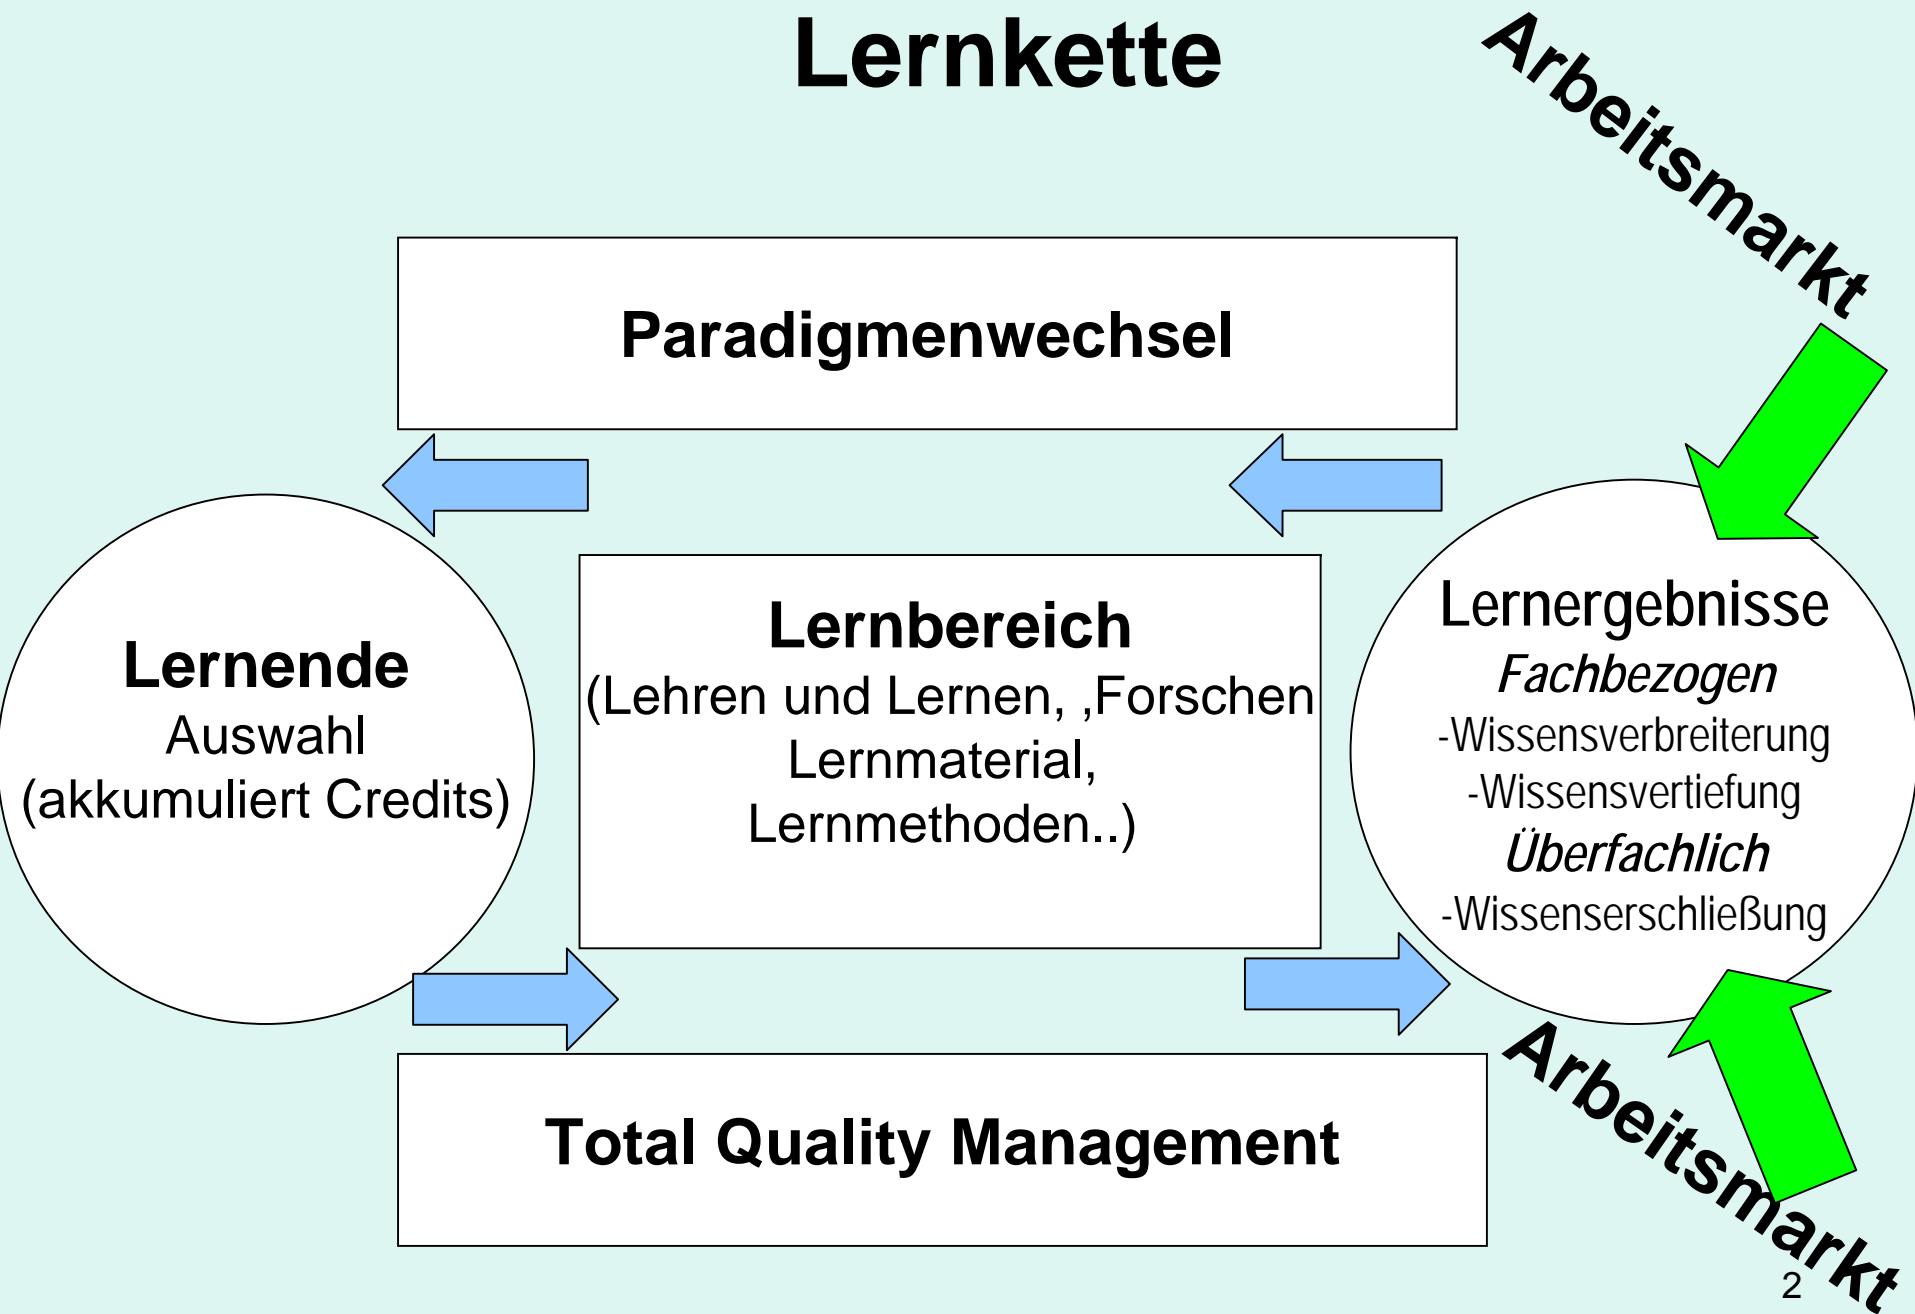 Lernkette
Arbeitsmarkt
Paradigmenwechsel
Lernende
Auswahl
(akkumuliert Credits)
Lernbereich
(Lehren und Lernen, ,Forschen
Lernmaterial,
Lernmethoden..)
Lernergebnisse
Fachbezogen
-Wissensverbreiterung
-Wissensvertiefung
Überfachlich
-Wissenserschließung
Total Quality Management
Arbeitsmarkt
2